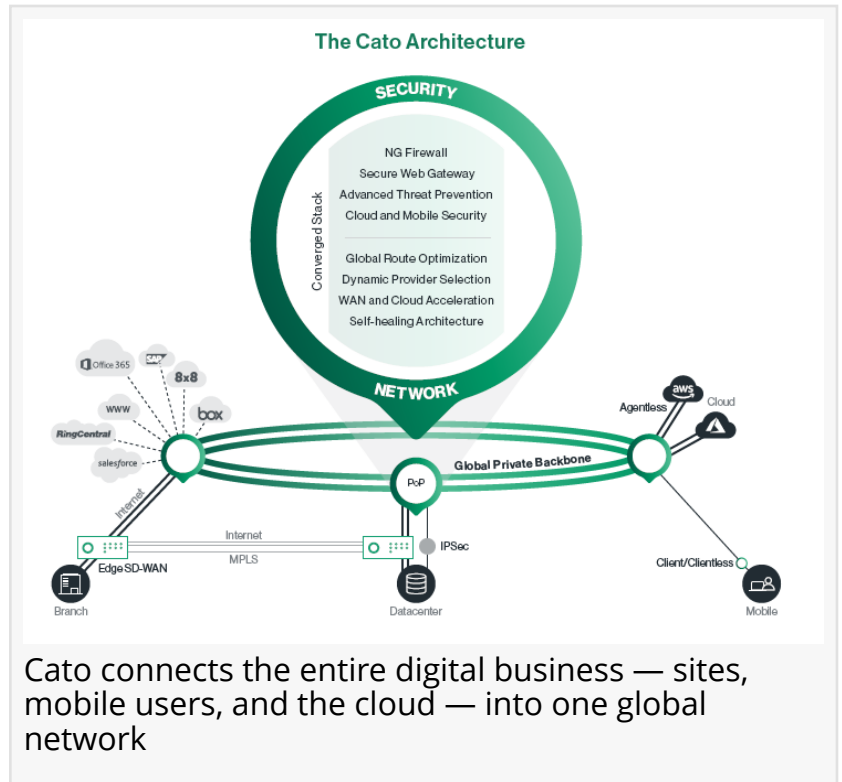 The Cato Architecture
SECURITY
NG Firewall
Secure Web Gateway
Advanced Threat Prevention
Cloud and Mobile Security
Converged Stack
Global Route Optimization
Dynamic Provider Selection
WAN and Cloud Acceleration
Self-healing Architecture
NETWORK
Office 365
SAP
8x8
www
box
RingCentral
salesforce
aws
Cloud
Agentless
Global Private Backbone
PoP
Internet
Internet
MPLS
IPSec
Edge SD-WAN
Client/Clientless
Branch
Datacenter
Mobile
Cato connects the entire digital business — sites,
mobile users, and the cloud — into one global
network